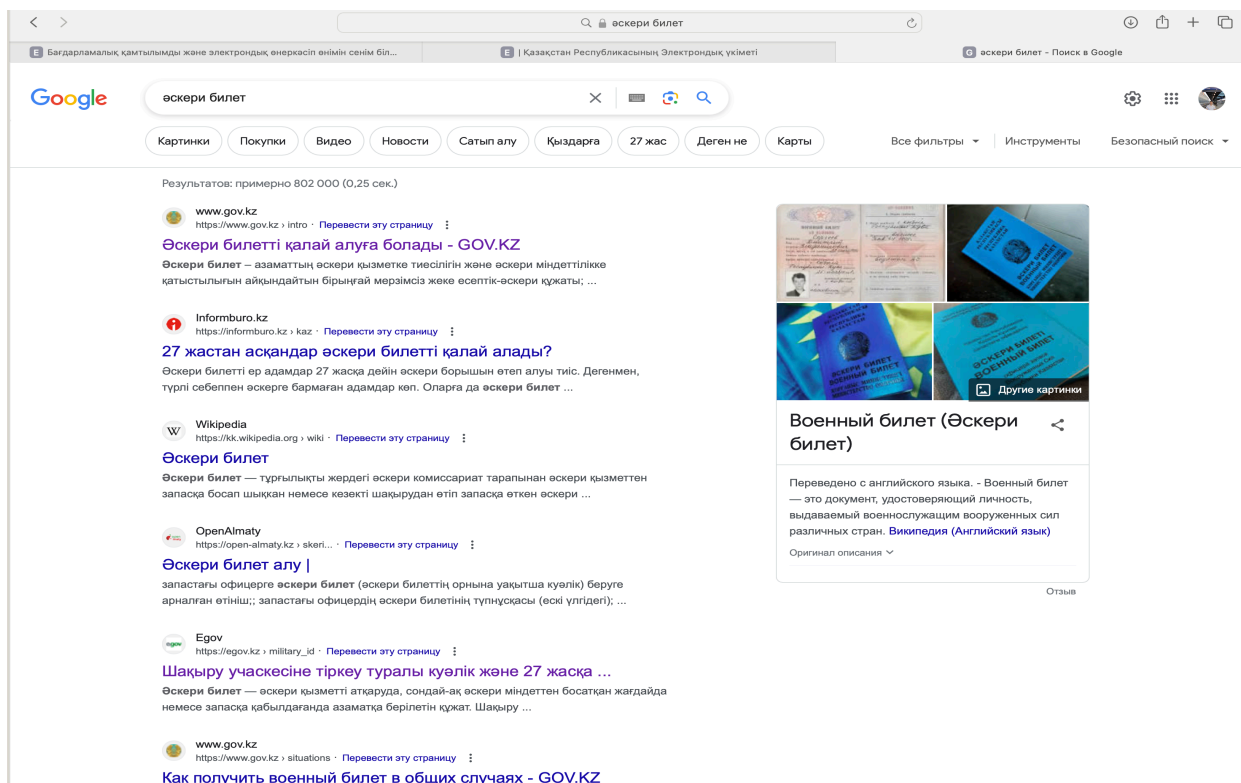 әскери билет
Бағдарламалық қамтылымды және электрондық өнеркәсіп өнімін сенім біл...
| Қазақстан Республикасының Электрондық үкіметі
әскери билет - Поиск в Google
Google
әскери билет
Картинки
Покупки
Видео
Новости
Сатып алу
Қыздарға
27 жас
Деген не
Карты
Все фильтры
Инструменты
Безопасный поиск
Результатов: примерно 802 000 (0,25 сек.)
www.gov.kz
https://www.gov.kz › intro · Перевести эту страницу
Әскери билетті қалай алуға болады - GOV.KZ
Әскери билет – азаматтың әскери қызметке тиесілігін және әскери міндеттілікке
қатыстылығын айқындайтын бірыңғай мерзімсіз жеке есептік-әскери құжаты; ...
Informburo.kz
https://informburo.kz › kaz · Перевести эту страницу
27 жастан асқандар әскери билетті қалай алады?
Әскери билетті ер адамдар 27 жасқа дейін әскери борышын өтеп алуы тиіс. Дегенмен,
түрлі себеппен әскерге бармаған адамдар көп. Оларға да әскери билет ...
Wikipedia
https://kk.wikipedia.org › wiki · Перевести эту страницу
Әскери билет
Әскери билет — тұрғылықты жердегі әскери комиссариат тарапынан әскери қызметтен
запасқа босап шыққан немесе кезекті шақырудан өтіп запасқа өткен әскери ...
OpenAlmaty
https://open-almaty.kz › skeri... · Перевести эту страницу
Әскери билет алу |
запастағы офицерге әскери билет (әскери билеттің орнына уақытша куәлік) беруге
арналған өтініш;; запастағы офицердің әскери билетінің түпнұсқасы (ескі үлгідегі); ...
Egov
https://egov.kz › military_id · Перевести эту страницу
Шақыру учаскесіне тіркеу туралы куәлік және 27 жасқа ...
Әскери билет — әскери қызметті атқаруда, сондай-ақ әскери міндеттен босатқан жағдайда
немесе запасқа қабылдағанда азаматқа берілетін құжат. Шақыру ...
www.gov.kz
https://www.gov.kz › situations · Перевести эту страницу
Как получить военный билет в общих случаях - GOV.KZ
ӘСКЕРИ БИЛЕТ
ВОЕННЫЙ БИЛЕТ
ӘСКЕРИ БИЛЕТІ
ВОЕННЫЙ БИЛЕТ
Другие картинки
Военный билет (Әскери
билет)
Переведено с английского языка. - Военный билет
— это документ, удостоверяющий личность,
выдаваемый военнослужащим вооруженных сил
различных стран. Википедия (Английский язык)
Оригинал описания
Отзыв